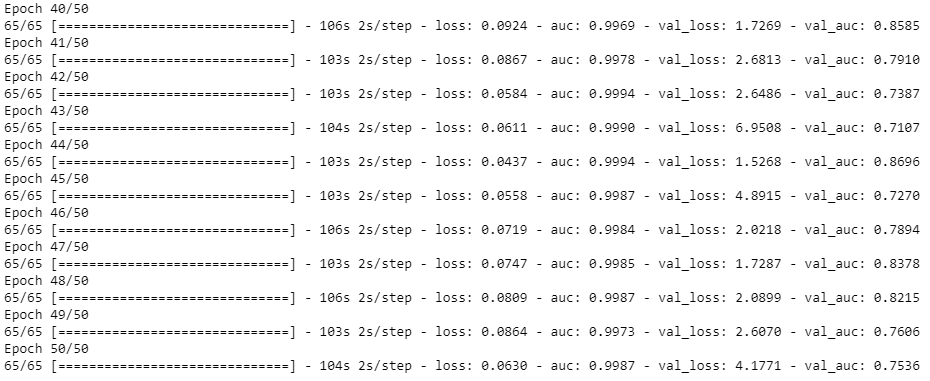 Epoch 40/50
65/65 [==============================] - 106s 2s/step - loss: 0.0924 - auc: 0.9969 - val_loss: 1.7269 - val_auc: 0.8585
Epoch 41/50
65/65 [==============================] - 103s 2s/step - loss: 0.0867 - auc: 0.9978 - val_loss: 2.6813 - val_auc: 0.7910
Epoch 42/50
65/65 [==============================] - 103s 2s/step - loss: 0.0584 - auc: 0.9994 - val_loss: 2.6486 - val_auc: 0.7387
Epoch 43/50
65/65 [==============================] - 104s 2s/step - loss: 0.0611 - auc: 0.9990 - val_loss: 6.9508 - val_auc: 0.7107
Epoch 44/50
65/65 [==============================] - 103s 2s/step - loss: 0.0437 - auc: 0.9994 - val_loss: 1.5268 - val_auc: 0.8696
Epoch 45/50
65/65 [==============================] - 103s 2s/step - loss: 0.0558 - auc: 0.9987 - val_loss: 4.8915 - val_auc: 0.7270
Epoch 46/50
65/65 [==============================] - 106s 2s/step - loss: 0.0719 - auc: 0.9984 - val_loss: 2.0218 - val_auc: 0.7894
Epoch 47/50
65/65 [==============================] - 103s 2s/step - loss: 0.0747 - auc: 0.9985 - val_loss: 1.7287 - val_auc: 0.8378
Epoch 48/50
65/65 [==============================] - 106s 2s/step - loss: 0.0809 - auc: 0.9987 - val_loss: 2.0899 - val_auc: 0.8215
Epoch 49/50
65/65 [==============================] - 103s 2s/step - loss: 0.0864 - auc: 0.9973 - val_loss: 2.6070 - val_auc: 0.7606
Epoch 50/50
65/65 [==============================] - 104s 2s/step - loss: 0.0630 - auc: 0.9987 - val_loss: 4.1771 - val_auc: 0.7536